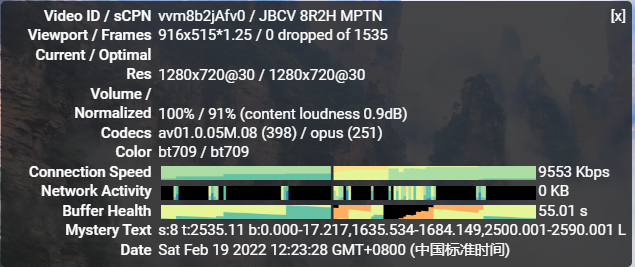 Video ID / sCPN vvm8b2jAfv0 / JBCV 8R2H MPTN [x]
Viewport / Frames 916x515*1.25 / 0 dropped of 1535
Current / Optimal
Res 1280x720@30 / 1280x720@30
Volume /
Normalized 100% / 91% (content loudness 0.9dB)
Codecs av01.0.05M.08 (398) / opus (251)
Color bt709 / bt709
Connection Speed 9553 Kbps
Network Activity 0 KB
Buffer Health 55.01 s
Mystery Text s:8 t:2535.11 b:0.000-17.217,1635.534-1684.149,2500.001-2590.001 L
Date Sat Feb 19 2022 12:23:28 GMT+0800 (中国标准时间)